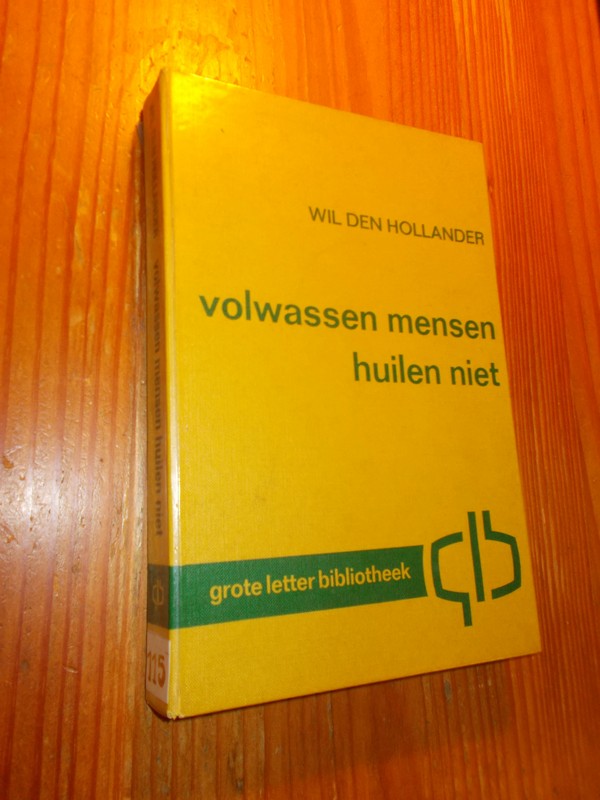 WIL DEN HOLLANDER
volwassen mensen
huilen niet
grote letter bibliotheek
glb
volwassen mensen huilen niet
115